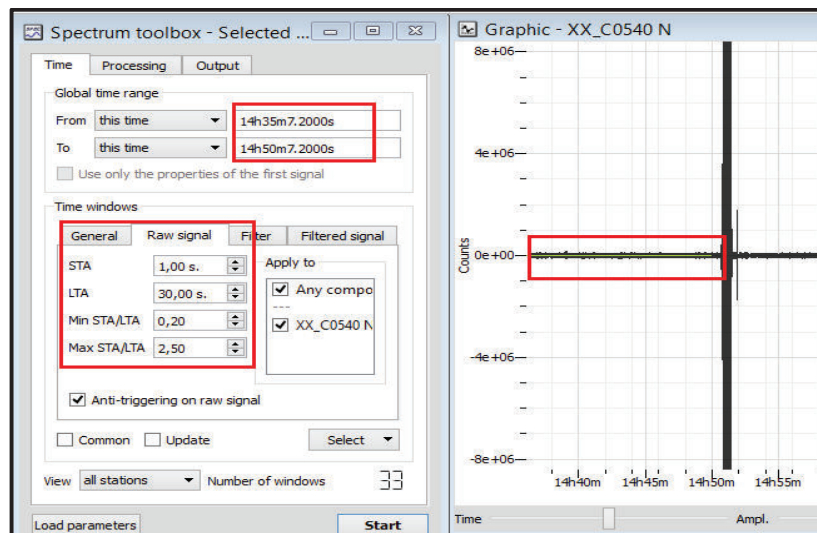 Spectrum toolbox - Selected ...
Time Processing Output
Global time range
From this time 14h35m7.2000s
To this time 14h50m7.2000s
Use only the properties of the first signal
Time windows
General Raw signal Filter Filtered signal
STA 1,00 s.
LTA 30,00 s.
Min STA/LTA 0,20
Max STA/LTA 2,50
Apply to
Any compo
---
XX_C0540 N
Anti-triggering on raw signal
Common Update Select
View all stations Number of windows 33
Load parameters Start
Graphic - XX_C0540 N
8e+06
4e+06
0e+00
-4e+06
-8e+06
Counts
14h40m 14h45m 14h50m 14h55m
Time Ampl.